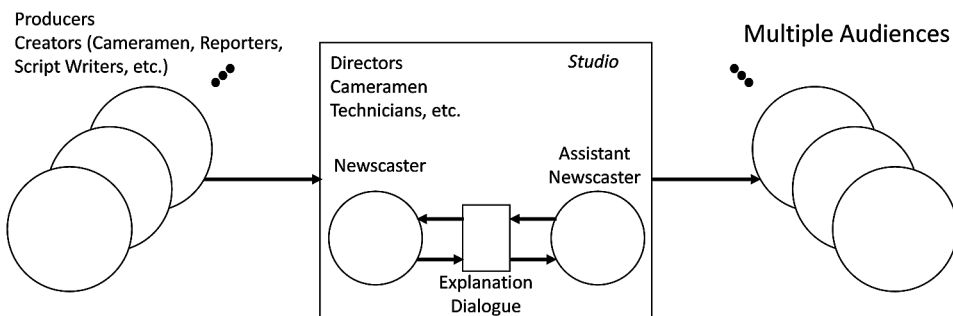 Producers
Creators (Cameramen, Reporters,
Script Writers, etc.)
Directors
Cameramen
Technicians, etc.
Studio
Newscaster
Assistant
Newscaster
Explanation
Dialogue
Multiple Audiences